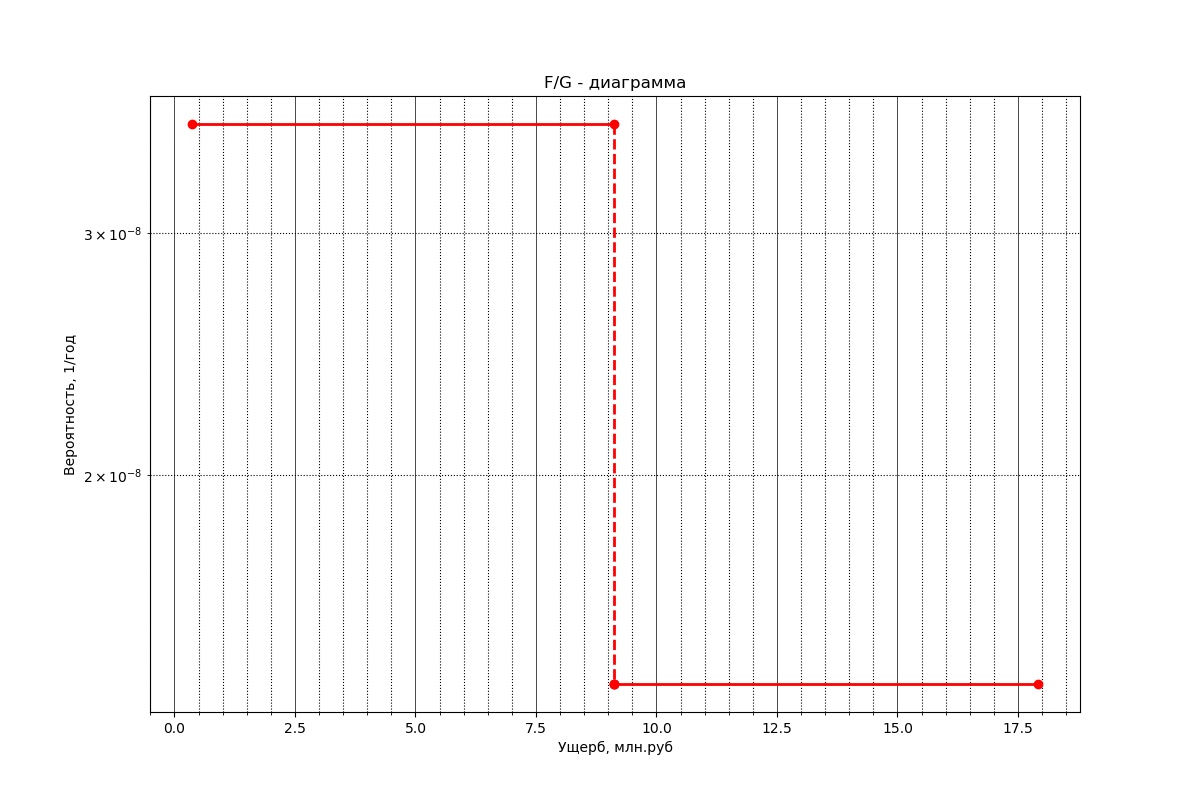 F/G - диаграмма
Вероятность, 1/год
3 × 10⁻⁸
2 × 10⁻⁸
0.0 2.5 5.0 7.5 10.0 12.5 15.0 17.5
Ущерб, млн.руб